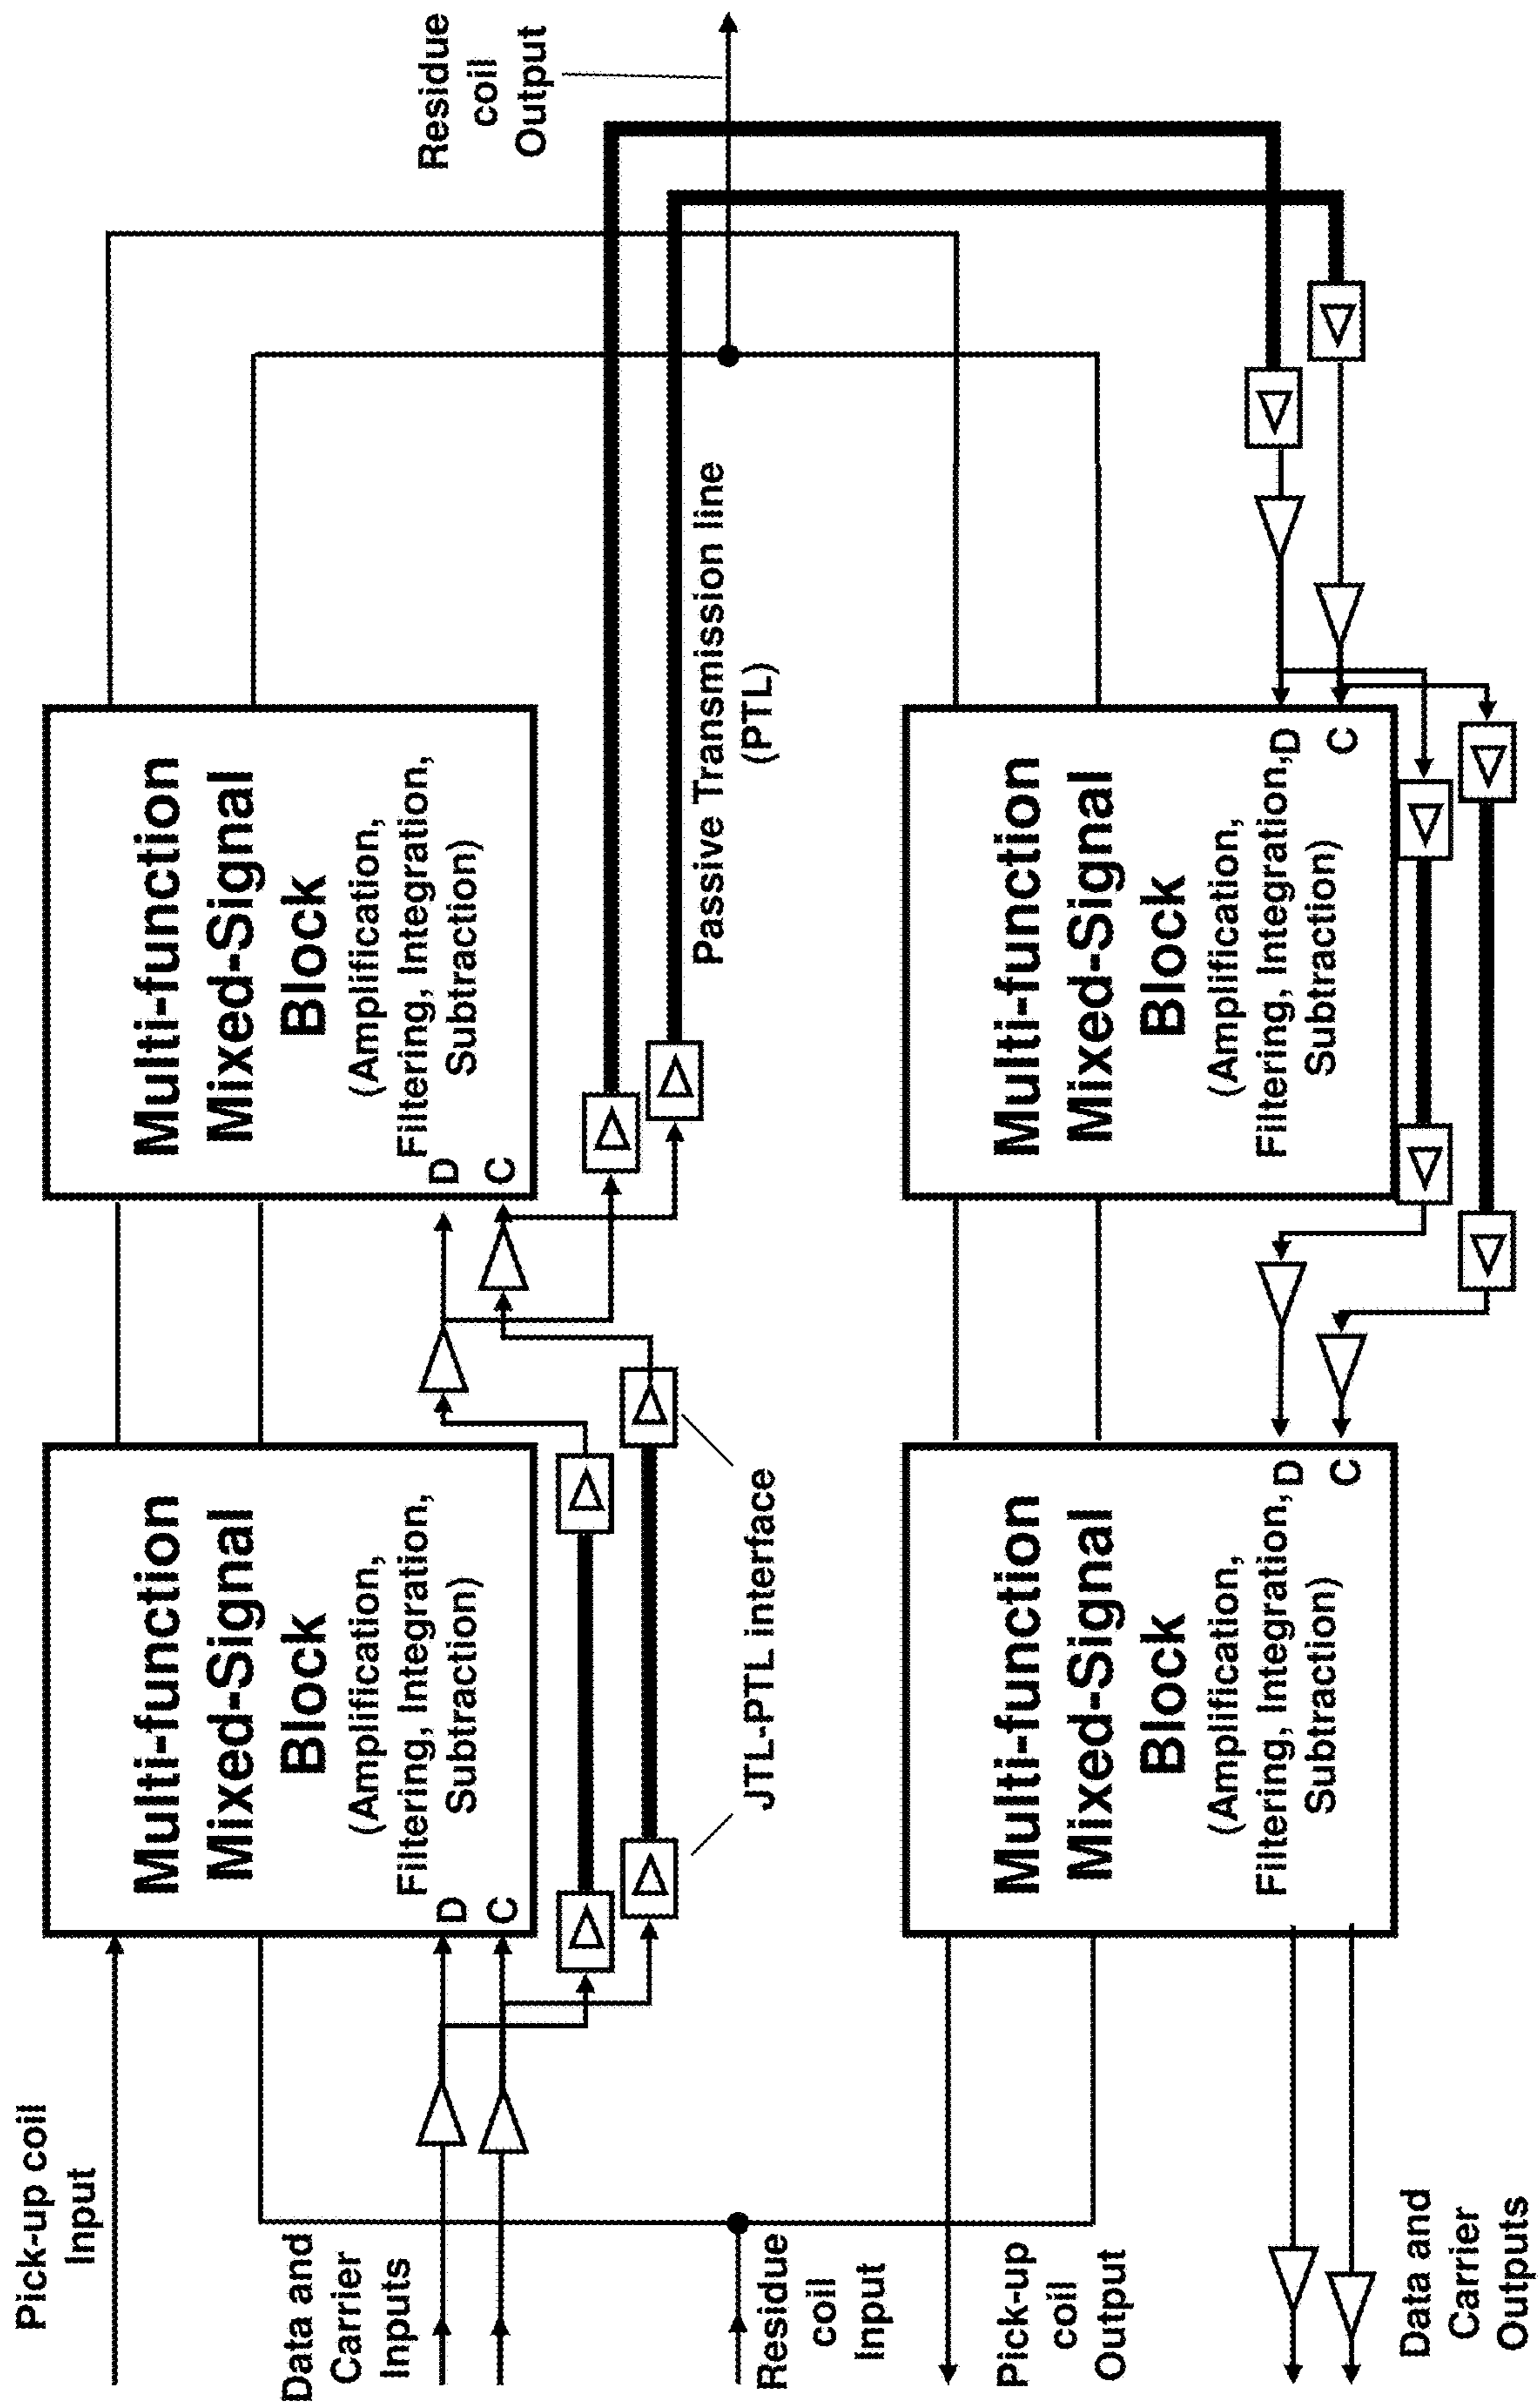 Pick-up coil
Input
Data and
Carrier
Inputs
Multi-function
Mixed-Signal
Block
(Amplification,
Filtering, Integration,
Subtraction)
D
C
Multi-function
Mixed-Signal
Block
(Amplification,
Filtering, Integration,
Subtraction)
D
C
Residue
coil
Output
JTL-PTL interface
Passive Transmission line
(PTL)
Residue
coil
Input
Pick-up
coil
Output
Data and
Carrier
Outputs
Multi-function
Mixed-Signal
Block
(Amplification,
Filtering, Integration,
Subtraction)
D
C
Multi-function
Mixed-Signal
Block
(Amplification,
Filtering, Integration,
Subtraction)
D
C